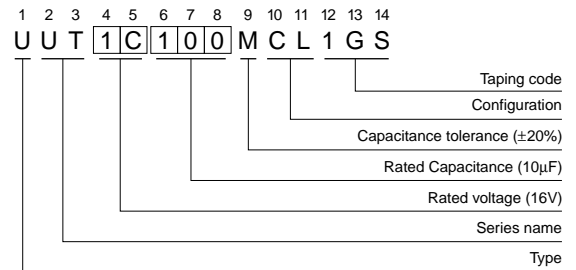 1 2 3 4 5 6 7 8 9 10 11 12 13 14
U U T 1 C 1 0 0 M C L 1 G S
Taping code
Configuration
Capacitance tolerance (±20%)
Rated Capacitance (10µF)
Rated voltage (16V)
Series name
Type